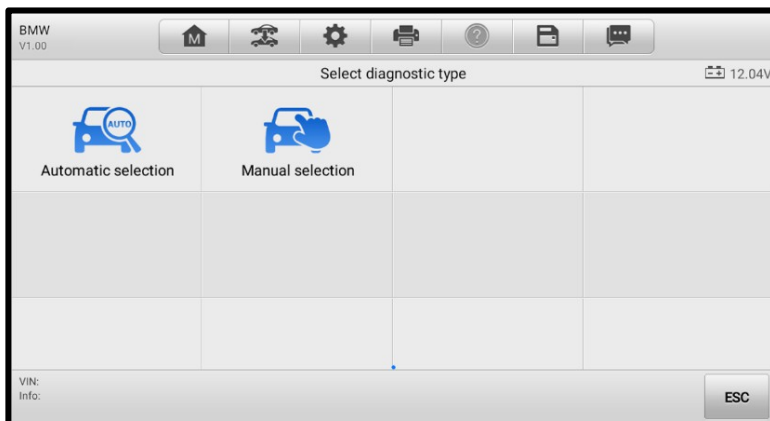 BMW
V1.00
M
?
Select diagnostic type
12.04V
AUTO
Automatic selection
Manual selection
VIN:
Info:
ESC